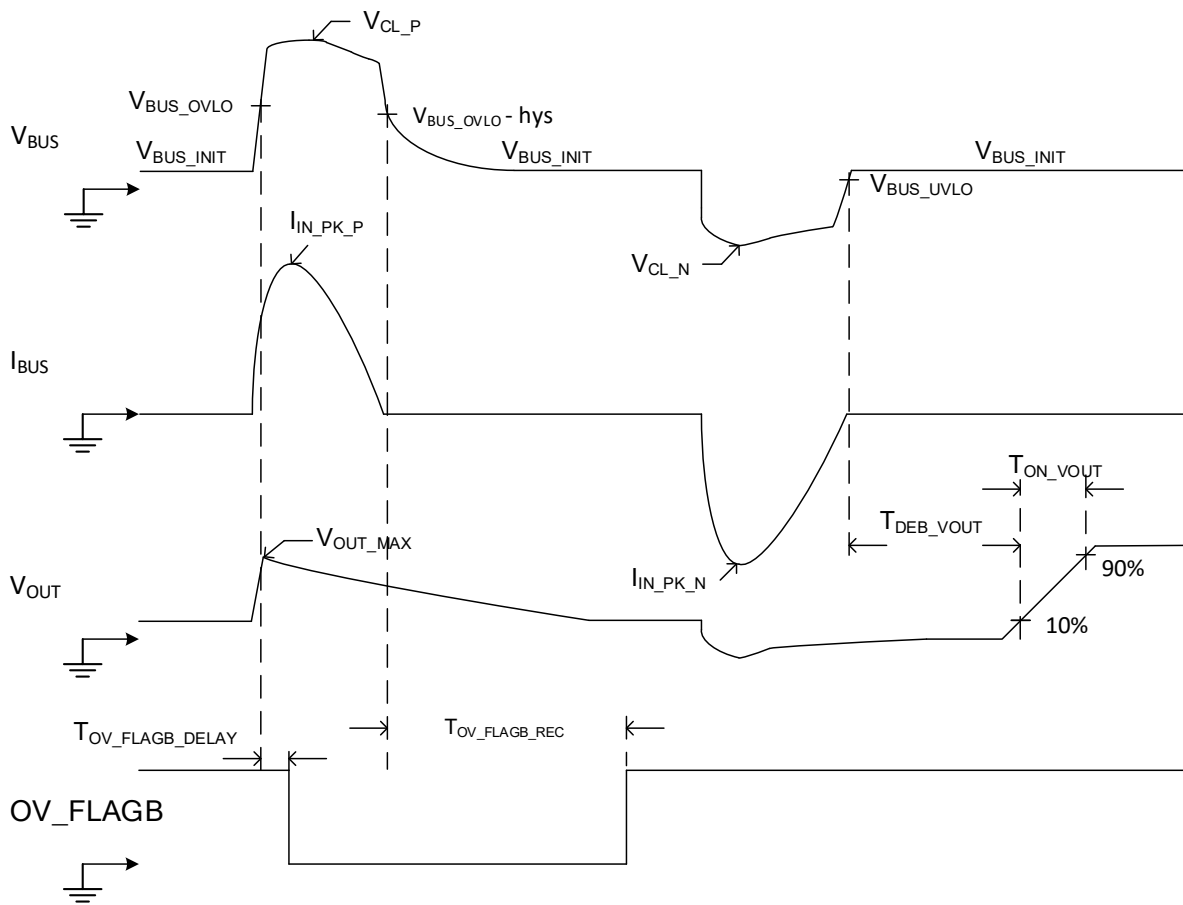 V_CL_P
V_BUS_OVLO
V_BUS_OVLO - hys
V_BUS
V_BUS_INIT
V_BUS_INIT
V_BUS_INIT
V_BUS_UVLO
I_IN_PK_P
V_CL_N
I_BUS
T_ON_VOUT
T_DEB_VOUT
V_OUT_MAX
I_IN_PK_N
90%
V_OUT
10%
T_OV_FLAGB_DELAY
T_OV_FLAGB_REC
OV_FLAGB